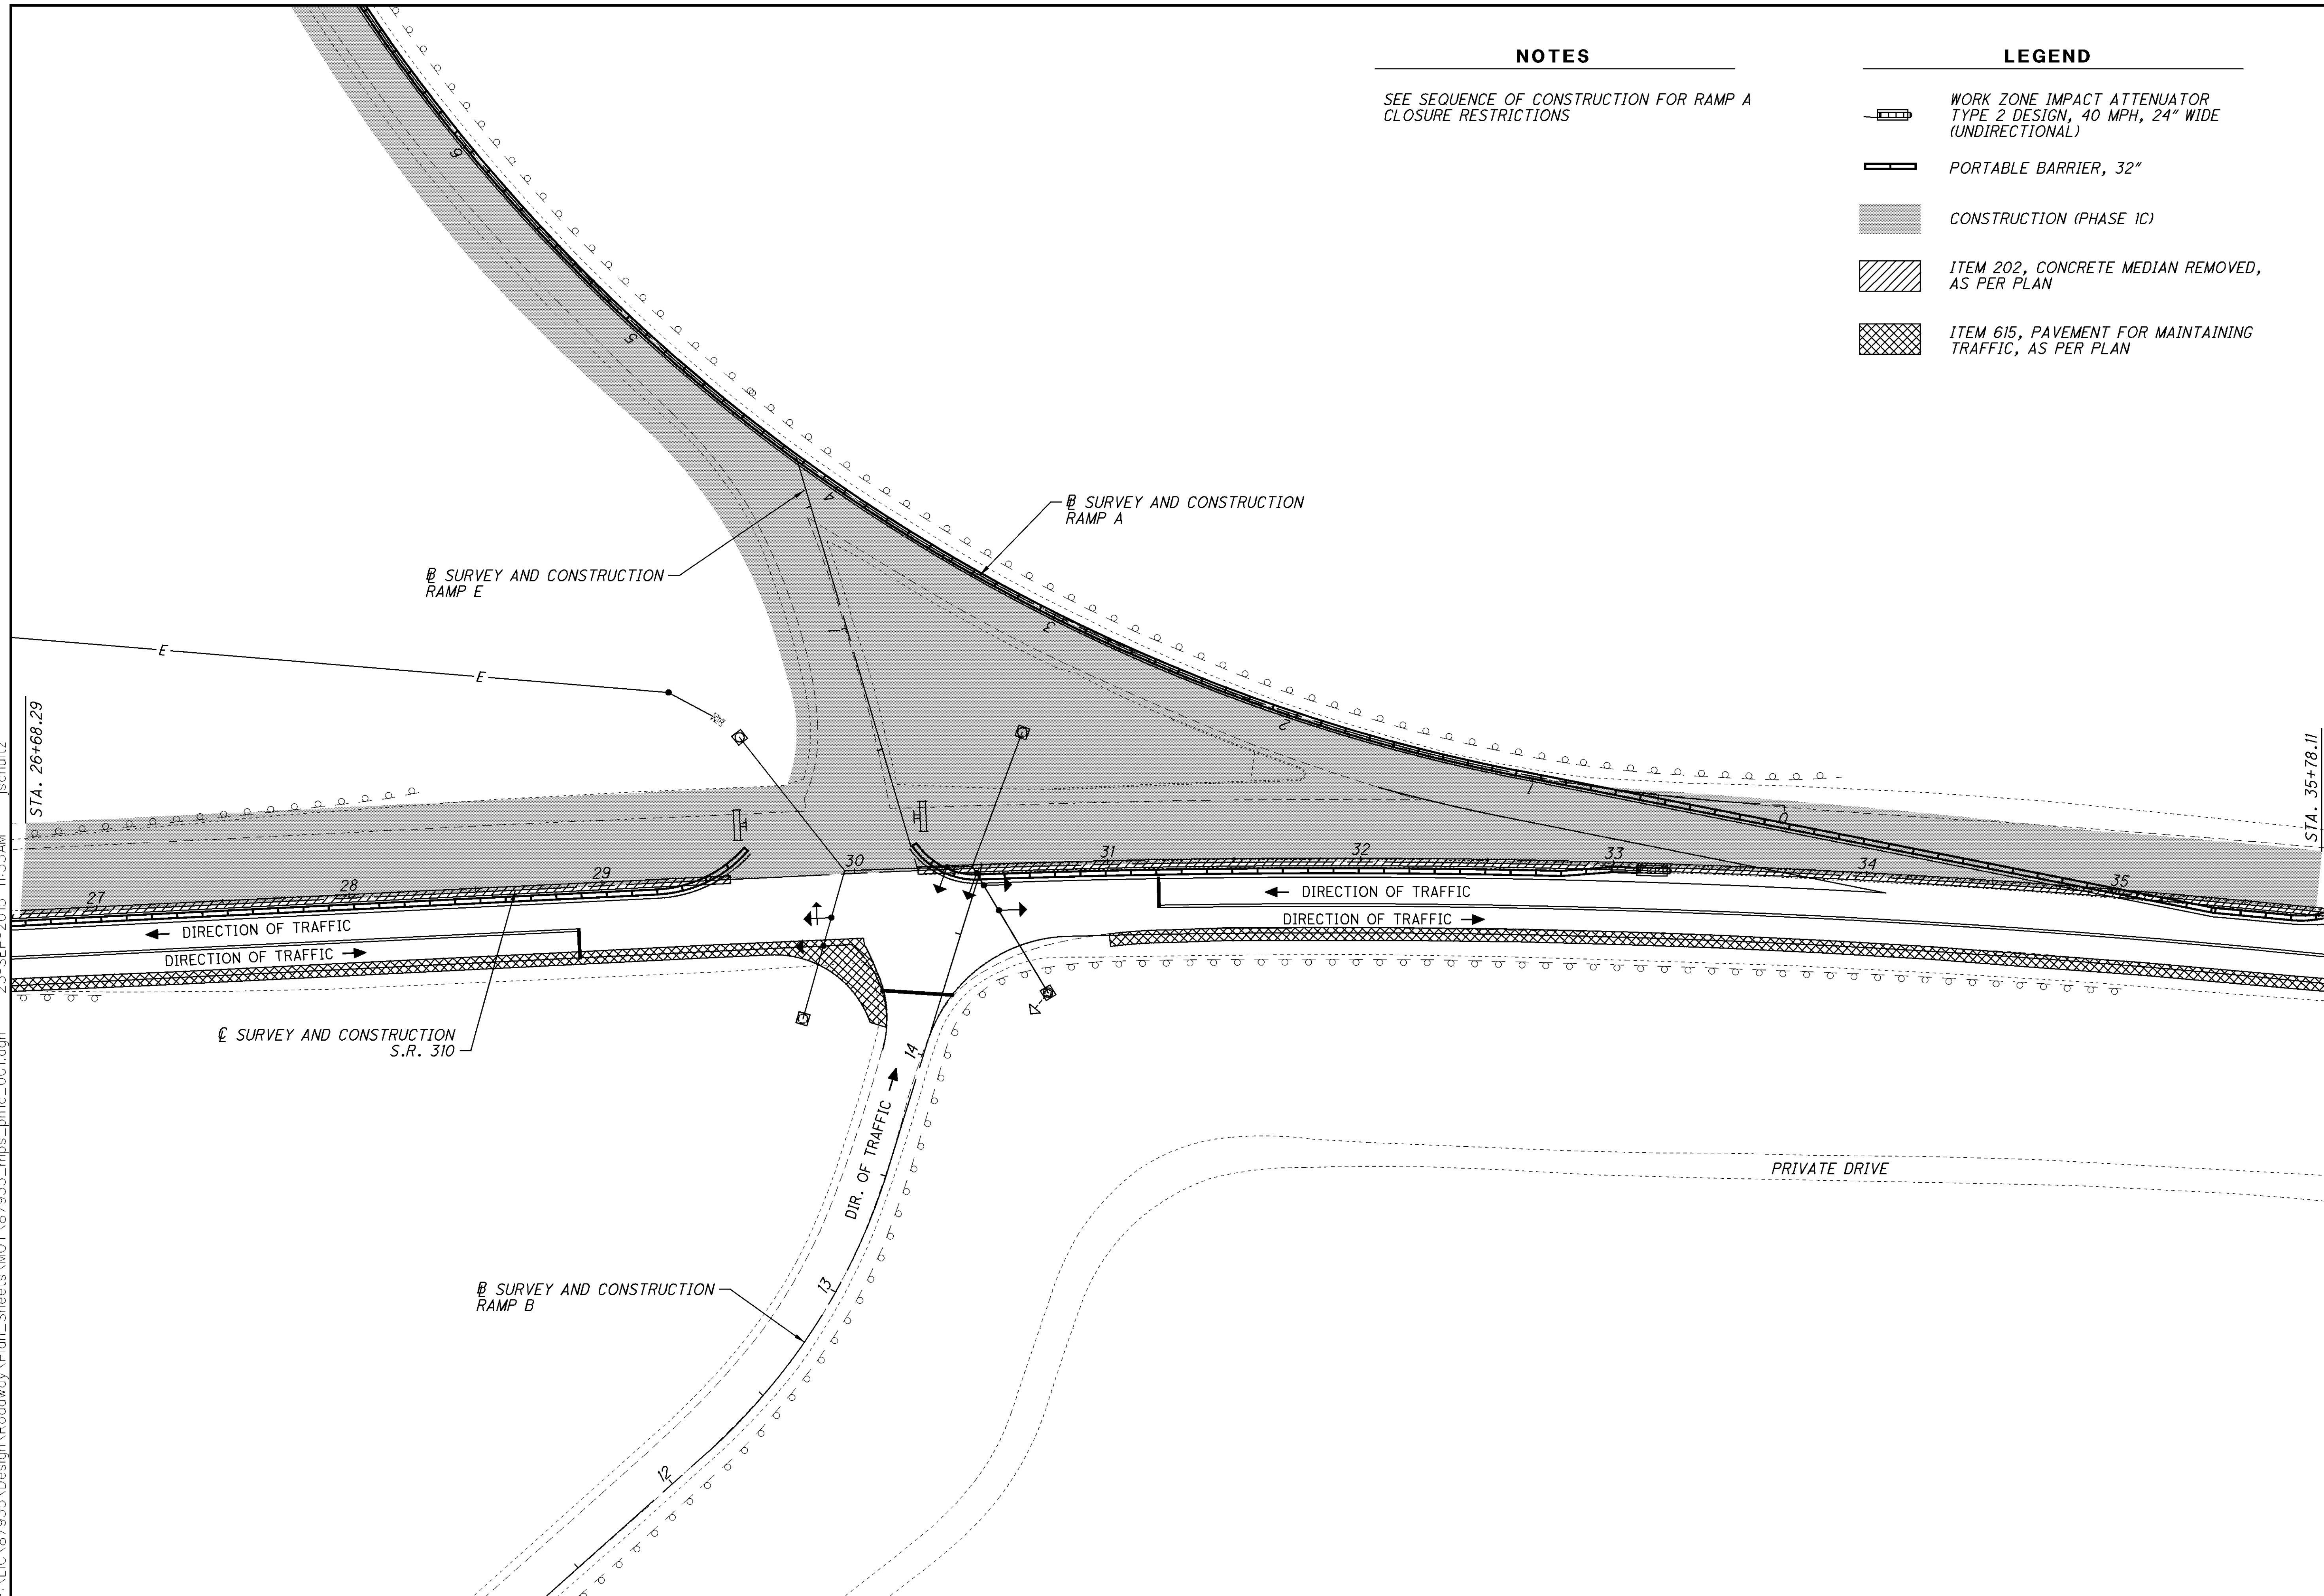 NOTES
SEE SEQUENCE OF CONSTRUCTION FOR RAMP A
CLOSURE RESTRICTIONS
LEGEND
WORK ZONE IMPACT ATTENUATOR
TYPE 2 DESIGN, 40 MPH, 24" WIDE
(UNDIRECTIONAL)
PORTABLE BARRIER, 32"
CONSTRUCTION (PHASE 1C)
ITEM 202, CONCRETE MEDIAN REMOVED,
AS PER PLAN
ITEM 615, PAVEMENT FOR MAINTAINING
TRAFFIC, AS PER PLAN
6
5
4
3
2
1
0
℄ SURVEY AND CONSTRUCTION
RAMP A
℄ SURVEY AND CONSTRUCTION
RAMP E
1
E
E
STA. 26+68.29
STA. 35+78.11
27
28
29
30
31
32
33
34
35
DIRECTION OF TRAFFIC
DIRECTION OF TRAFFIC
DIRECTION OF TRAFFIC
DIRECTION OF TRAFFIC
℄ SURVEY AND CONSTRUCTION
S.R. 310
14
DIR. OF TRAFFIC
13
12
PRIVATE DRIVE
℄ SURVEY AND CONSTRUCTION
RAMP B